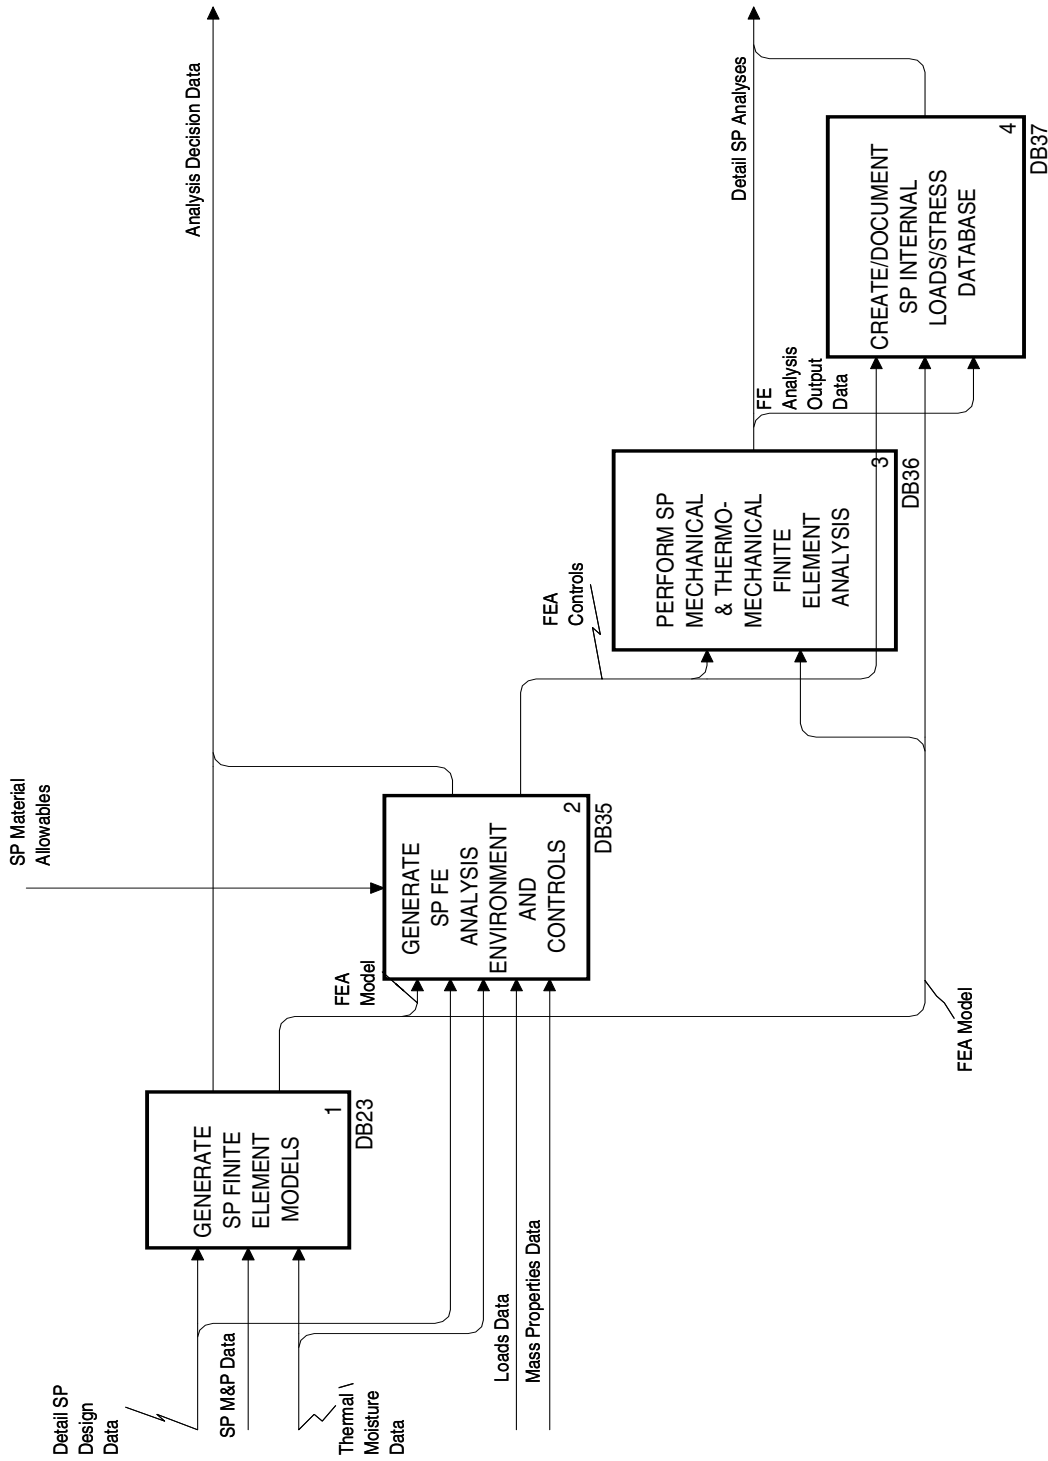 Detail SP
Design
Data
SP M&P Data
Thermal \
Moisture
Data
Loads Data
Mass Properties Data
GENERATE
SP FINITE
ELEMENT
MODELS
1
DB23
FEA
Model
SP Material
Allowables
GENERATE
SP FE
ANALYSIS
ENVIRONMENT
AND
CONTROLS
2
DB35
FEA Model
FEA
Controls
PERFORM SP
MECHANICAL
& THERMO-
MECHANICAL
FINITE
ELEMENT
ANALYSIS
3
DB36
FE
Analysis
Output
Data
CREATE/DOCUMENT
SP INTERNAL
LOADS/STRESS
DATABASE
4
DB37
Analysis Decision Data
Detail SP Analyses